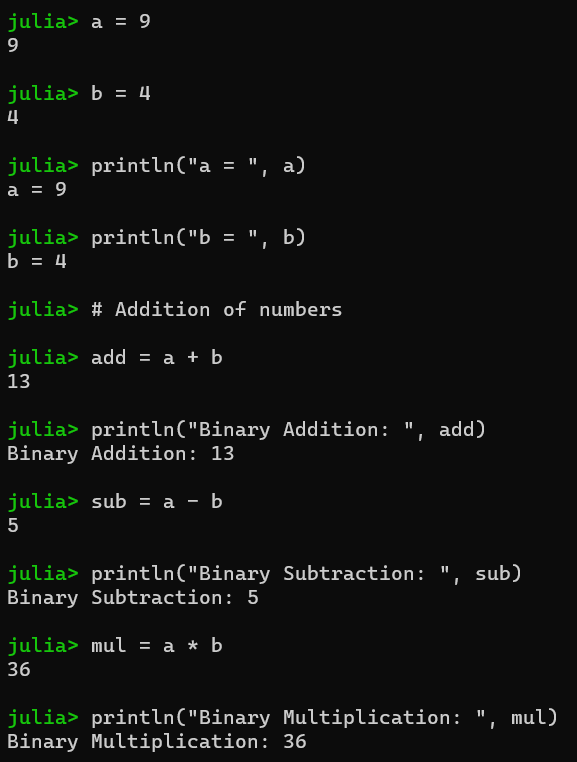 julia> a = 9
9
julia> b = 4
4
julia> println("a = ", a)
a = 9
julia> println("b = ", b)
b = 4
julia> # Addition of numbers
julia> add = a + b
13
julia> println("Binary Addition: ", add)
Binary Addition: 13
julia> sub = a - b
5
julia> println("Binary Subtraction: ", sub)
Binary Subtraction: 5
julia> mul = a * b
36
julia> println("Binary Multiplication: ", mul)
Binary Multiplication: 36